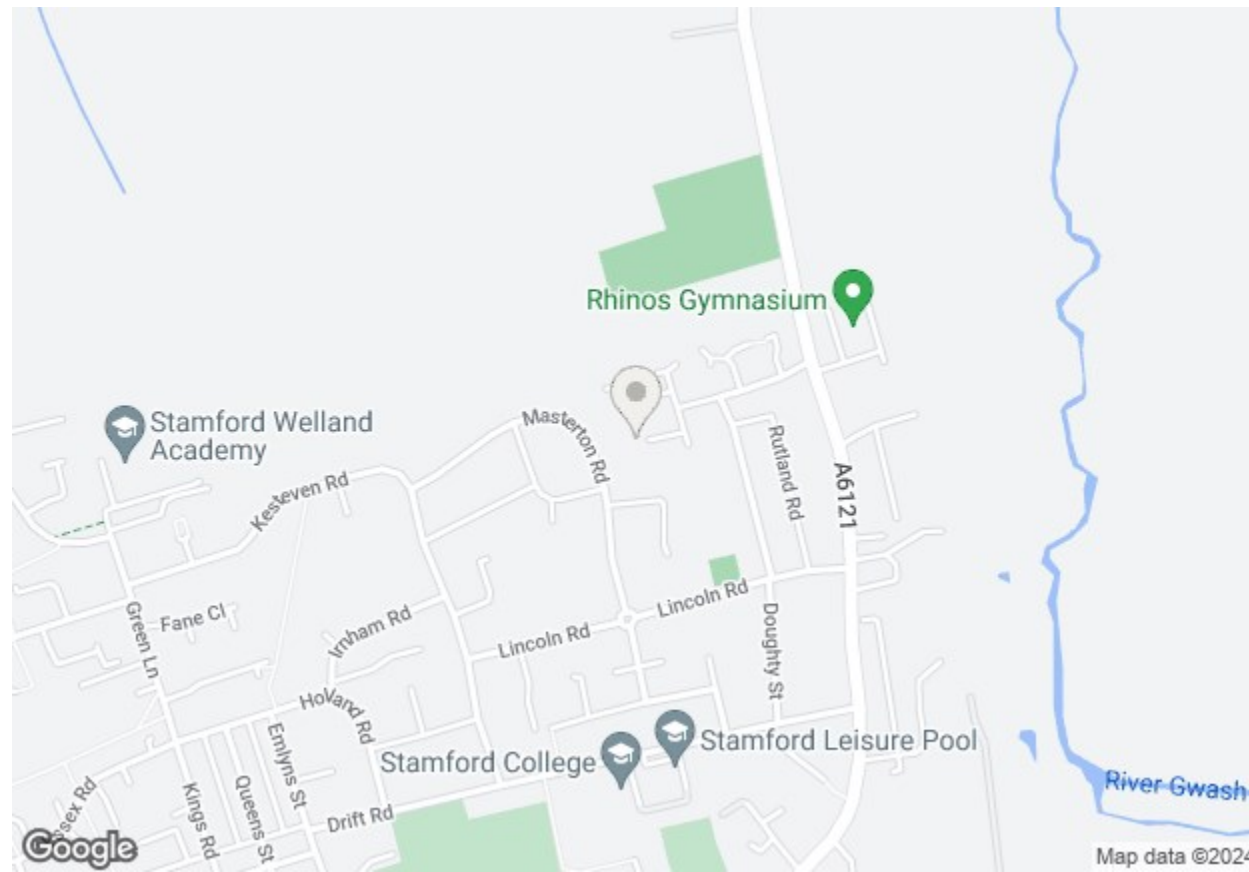 Rhinos Gymnasium
Stamford Welland
Academy
Masterton Rd
Kesteven Rd
Rutland Rd
A6121
Fane Cl
Green Ln
Irnham Rd
Lincoln Rd
Lincoln Rd
Doughty St
Holland Rd
Emlyns St
Stamford College
Stamford Leisure Pool
River Gwash
Kings Rd
Queens St
Drift Rd
Google
Map data ©2024